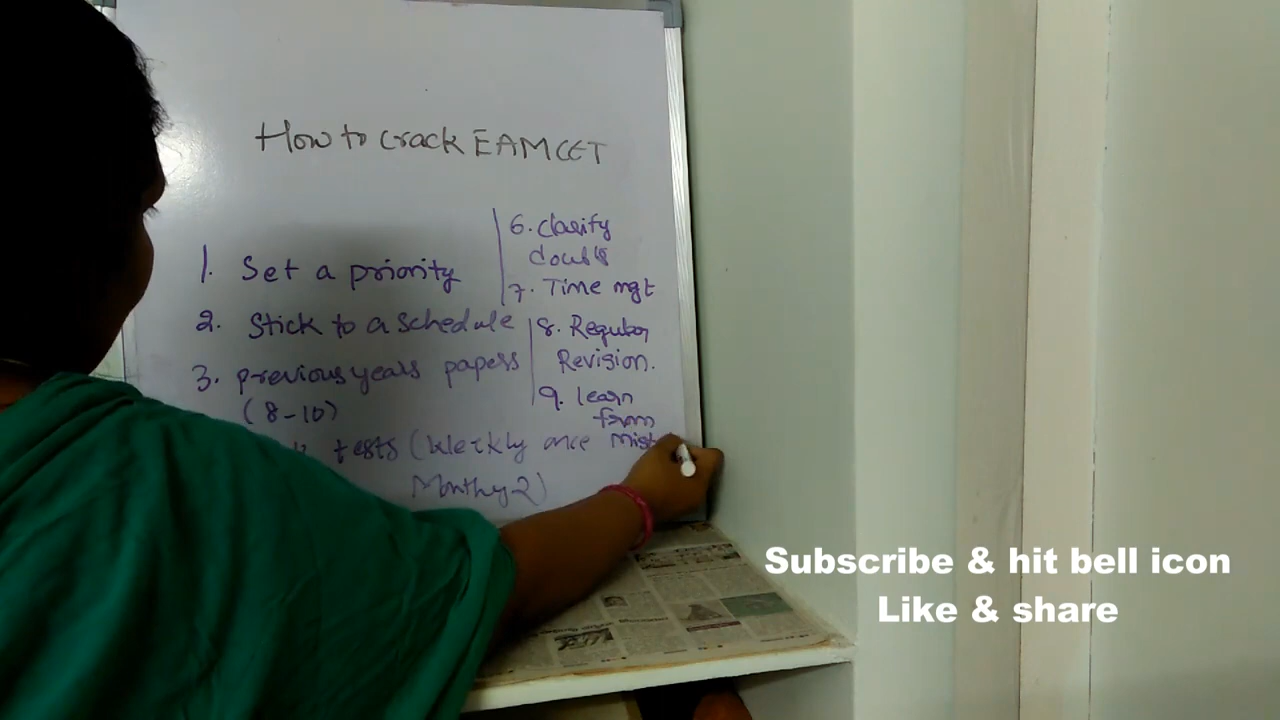 How to crack EAMCET
1. Set a priority
2. Stick to a schedule
3. previous years papers
(8-10)
tests (Weekly once
Monthly 2)
6. clarify
doubts
7. Time mgt
8. Regular
Revision.
9. learn
from
mist
Subscribe & hit bell icon
Like & share